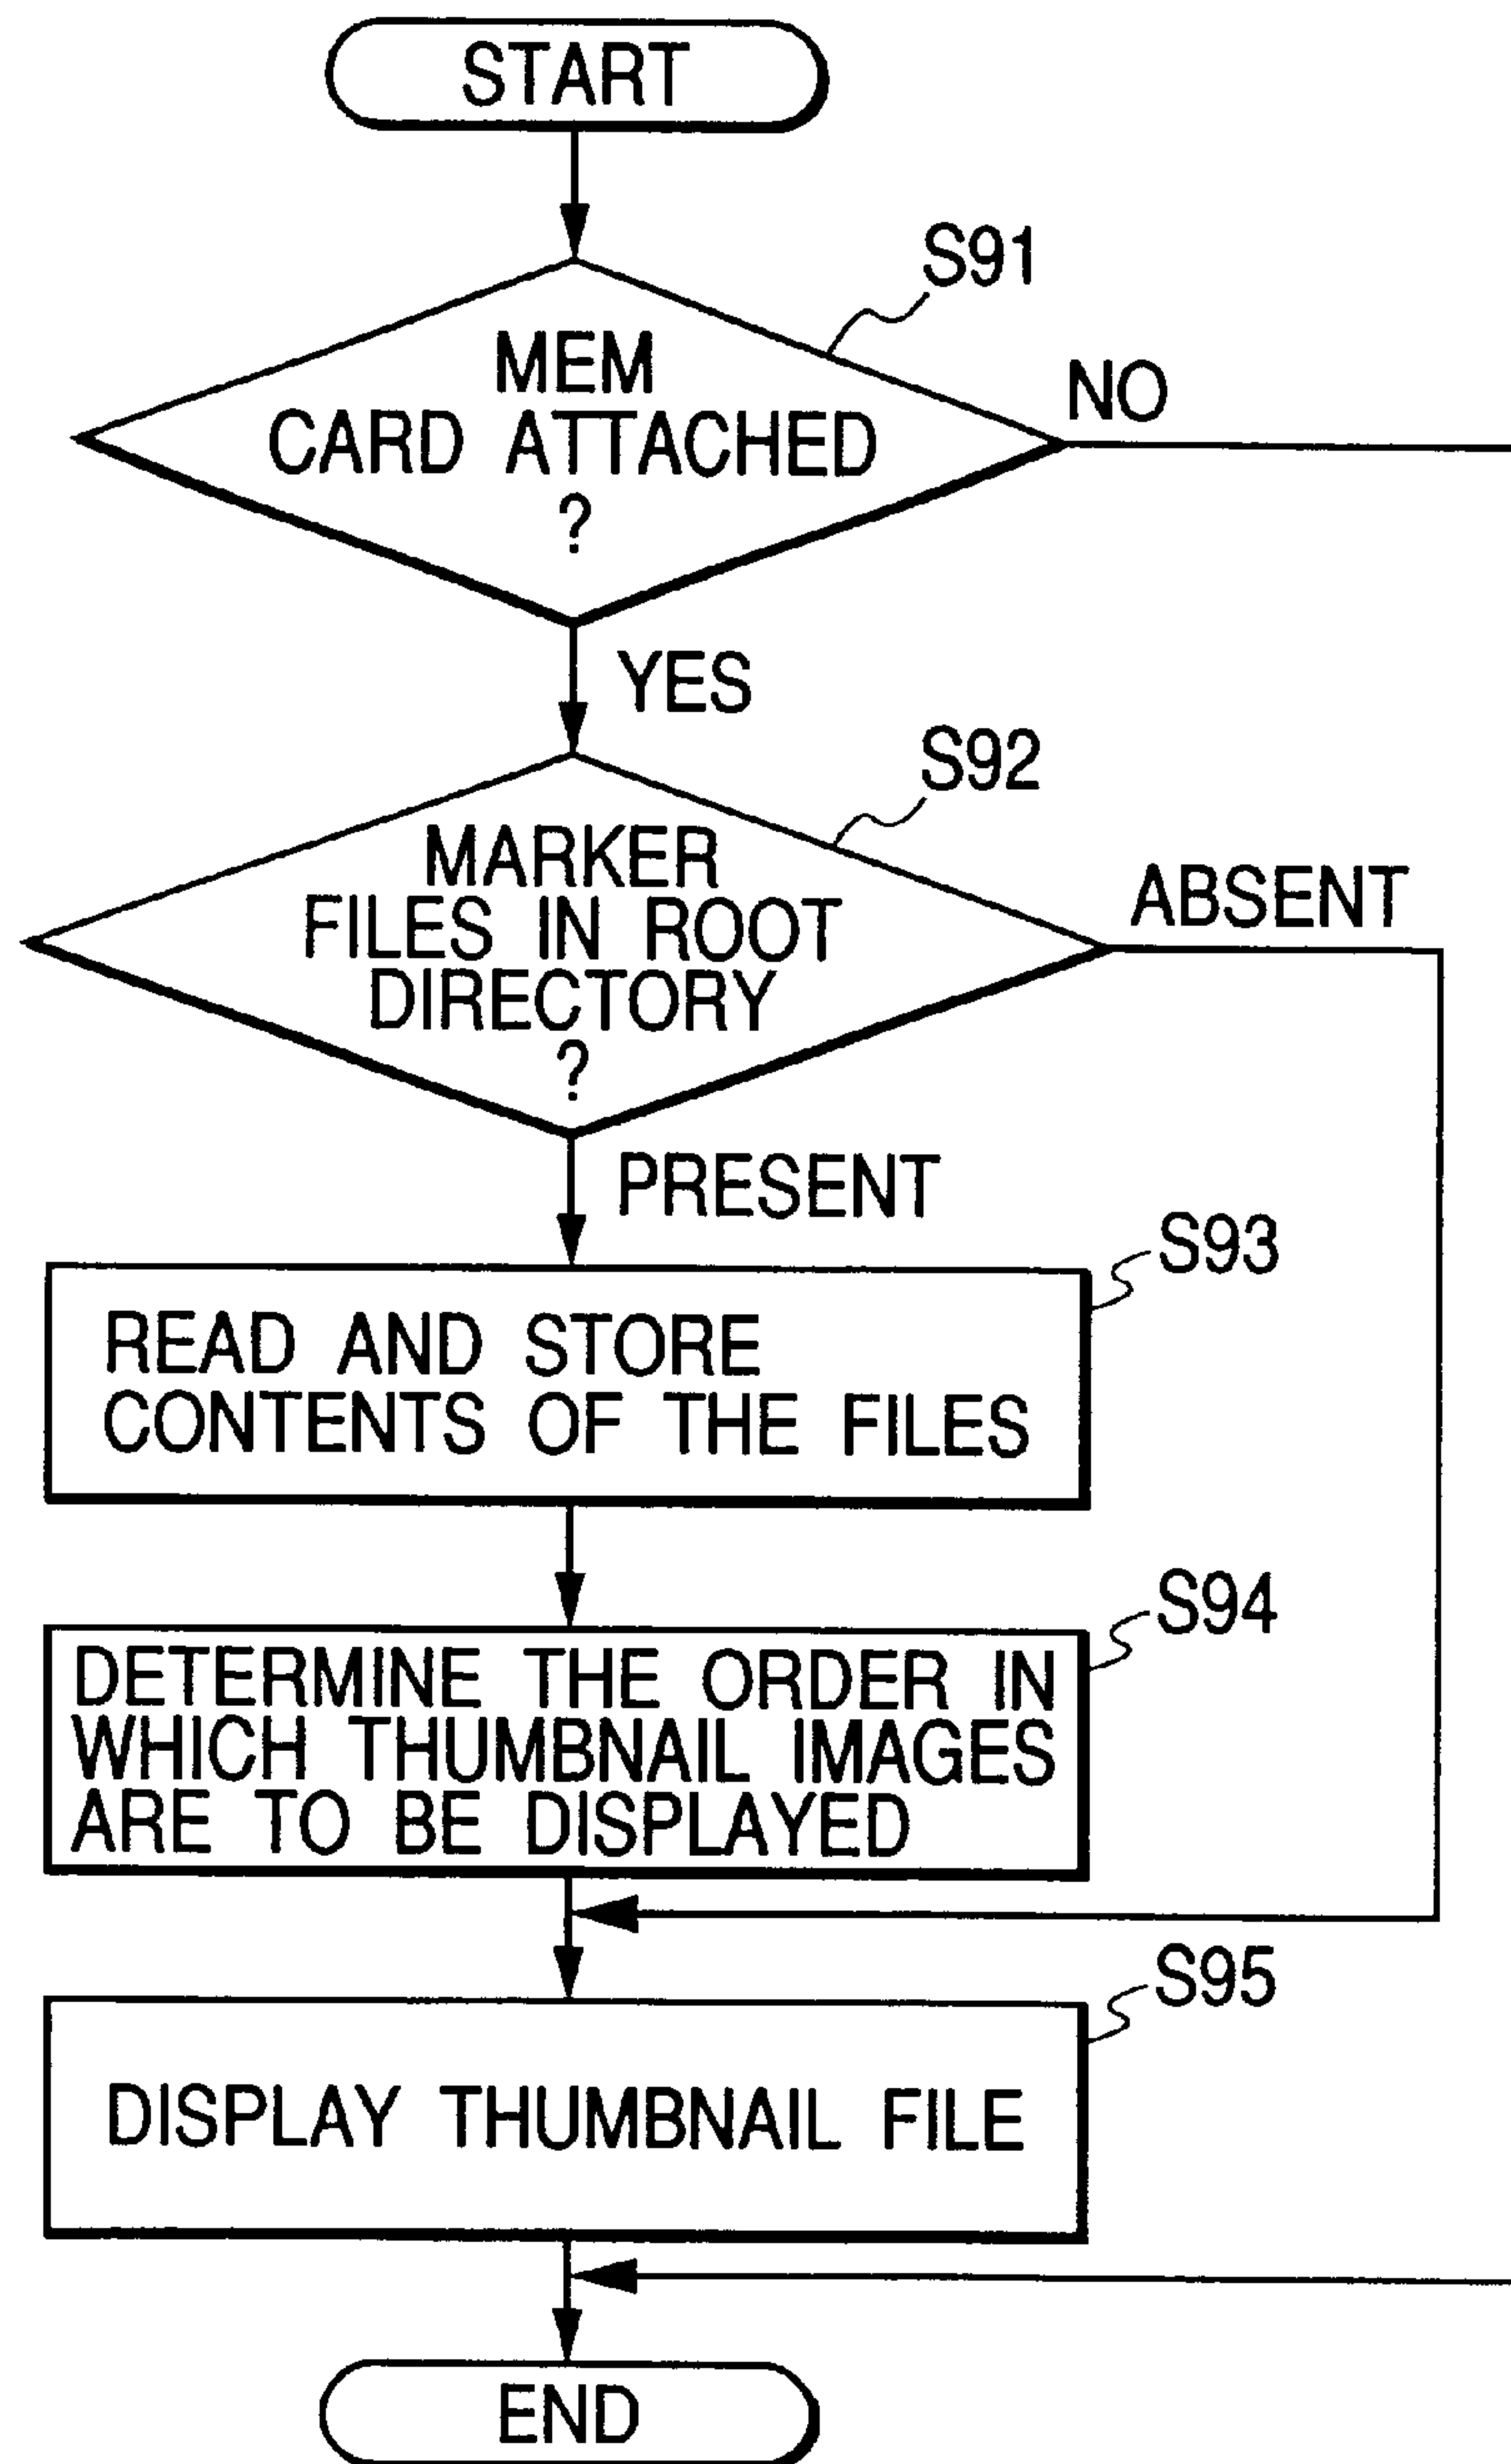 START
S91
MEM
CARD ATTACHED
?
NO
YES
S92
MARKER
FILES IN ROOT
DIRECTORY
?
ABSENT
PRESENT
S93
READ AND STORE
CONTENTS OF THE FILES
S94
DETERMINE THE ORDER IN
WHICH THUMBNAIL IMAGES
ARE TO BE DISPLAYED
S95
DISPLAY THUMBNAIL FILE
END